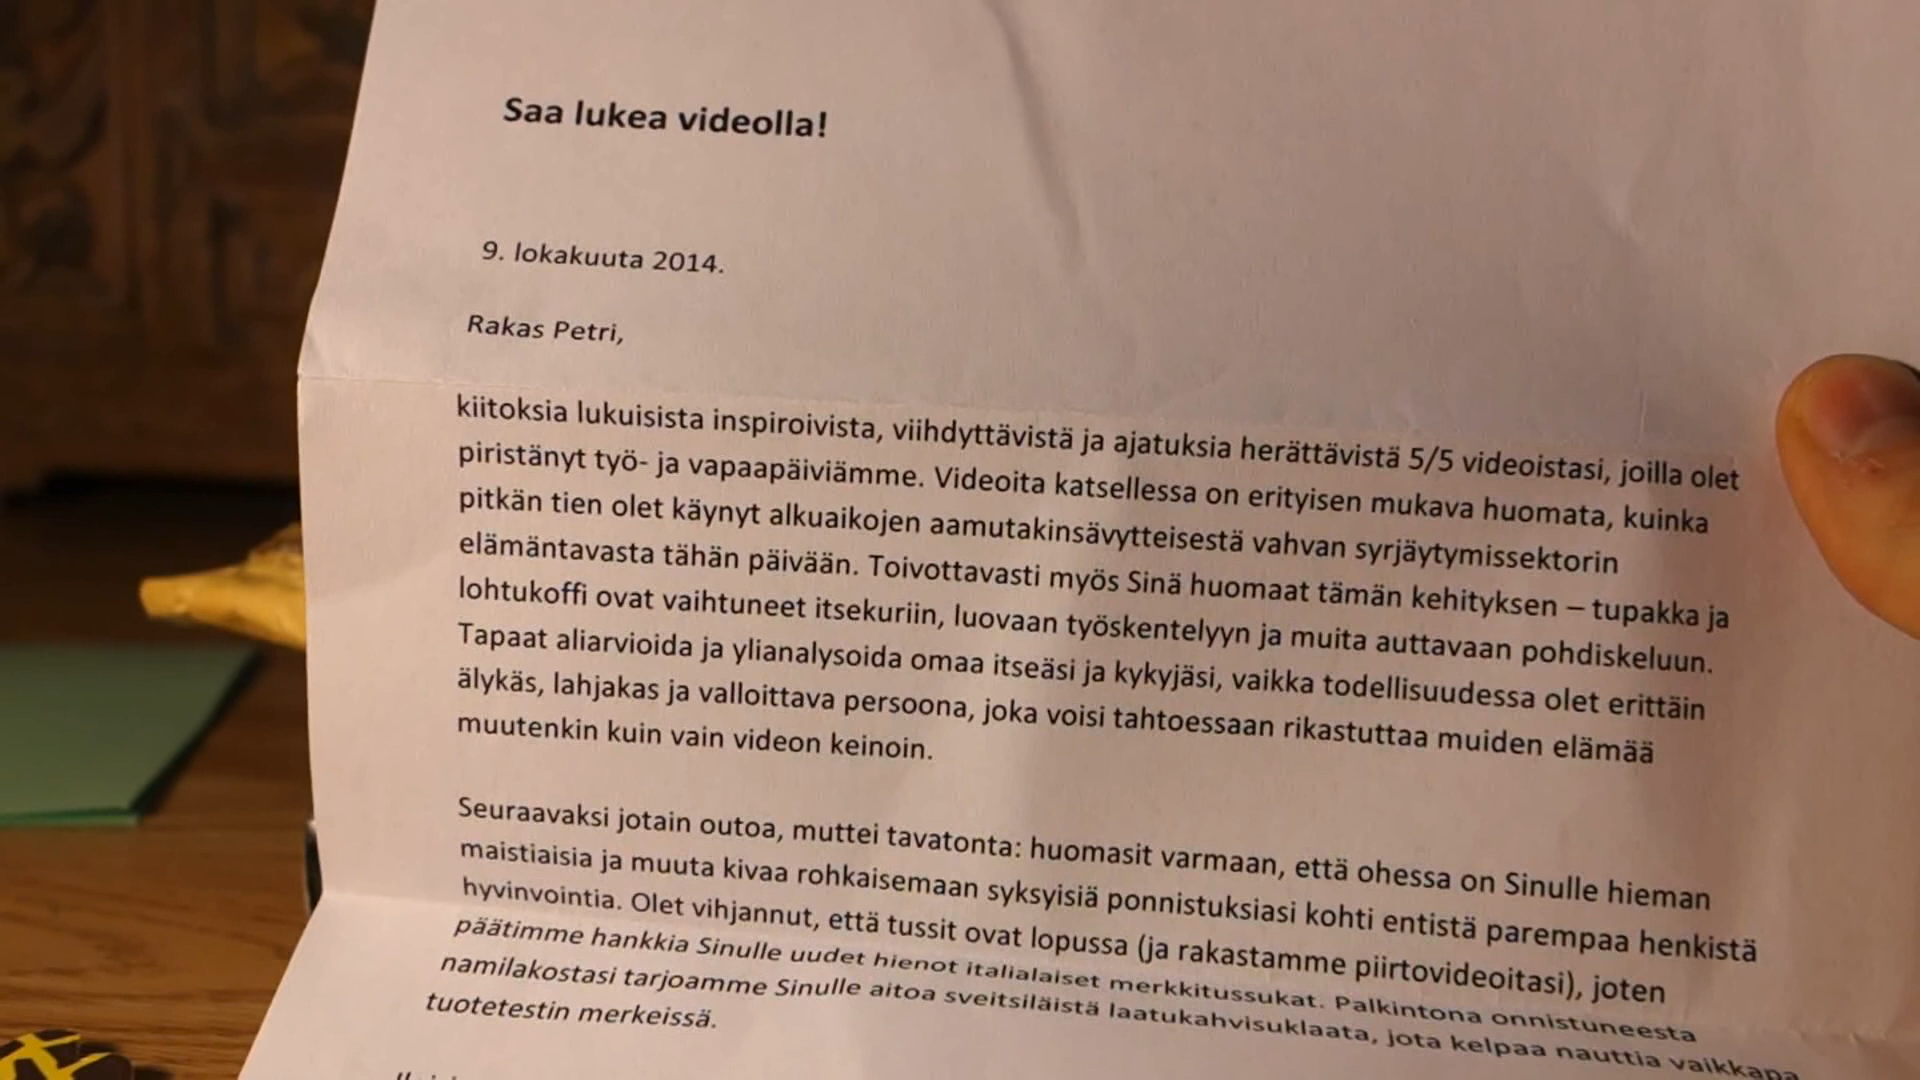 Saa lukea videolla!
9. lokakuuta 2014.
Rakas Petri,
kiitoksia lukuisista inspiroivista, viihdyttävistä ja ajatuksia herättävistä 5/5 videoistasi, joilla olet
piristänyt työ- ja vapaapäiviämme. Videoita katsellessa on erityisen mukava huomata, kuinka
pitkän tien olet käynyt alkuaikojen aamutakinsävytteisestä vahvan syrjäytymissektorin
elämäntavasta tähän päivään. Toivottavasti myös Sinä huomaat tämän kehityksen – tupakka ja
lohtukoffi ovat vaihtuneet itsekuriin, luovaan työskentelyyn ja muita auttavaan pohdiskeluun.
Tapaat aliarvioida ja ylianalysoida omaa itseäsi ja kykyjäsi, vaikka todellisuudessa olet erittäin
älykäs, lahjakas ja valloittava persoona, joka voisi tahtoessaan rikastuttaa muiden elämää
muutenkin kuin vain videon keinoin.
Seuraavaksi jotain outoa, muttei tavatonta: huomasit varmaan, että ohessa on Sinulle hieman
maistiaisia ja muuta kivaa rohkaisemaan syksyisiä ponnistuksiasi kohti entistä parempaa henkistä
hyvinvointia. Olet vihjannut, että tussit ovat lopussa (ja rakastamme piirtovideoitasi), joten
päätimme hankkia Sinulle uudet hienot italialaiset merkkitussukat. Palkintona onnistuneesta
namilakostasi tarjoamme Sinulle aitoa sveitsiläistä laatukahvisuklaata, jota kelpaa nauttia vaikkapa
tuotetestin merkeissä.